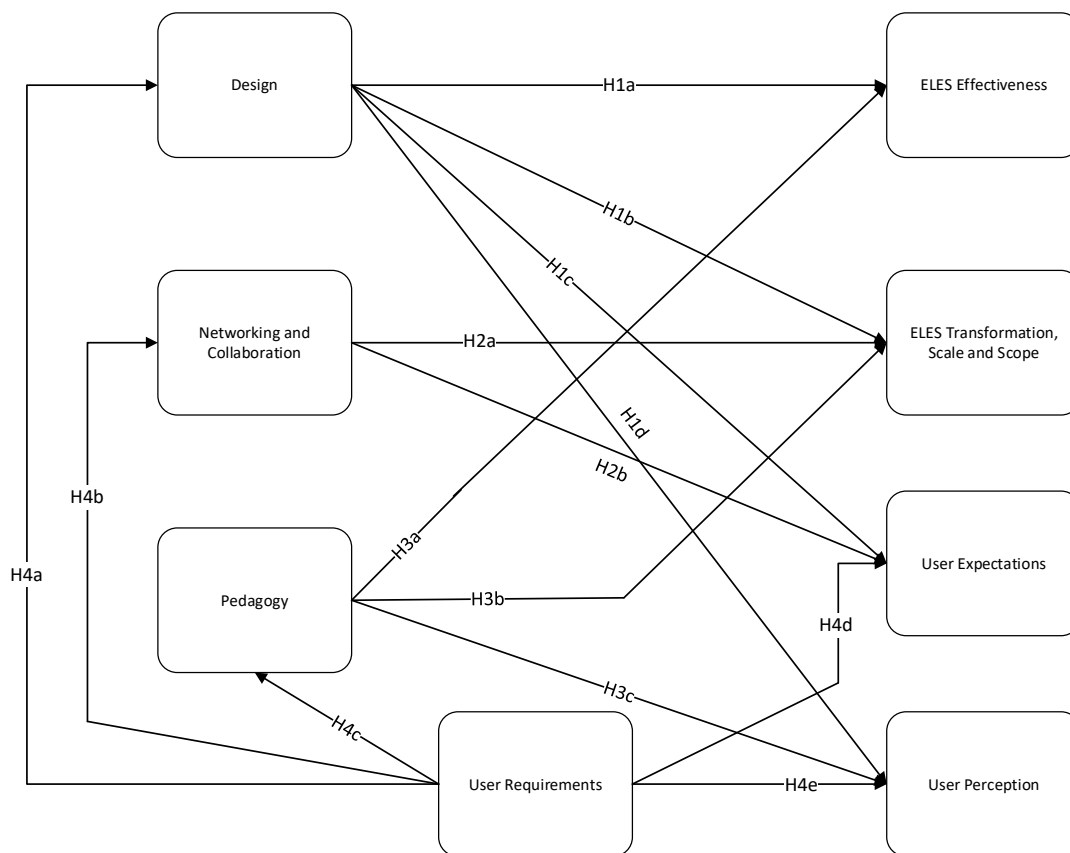 Design
H1a
ELES Effectiveness
H1b
H1c
Networking and
Collaboration
H2a
ELES Transformation,
Scale and Scope
H1d
H2b
H4b
H3a
H4a
User Expectations
Pedagogy
H3b
H4d
H3c
H4c
User Requirements
H4e
User Perception